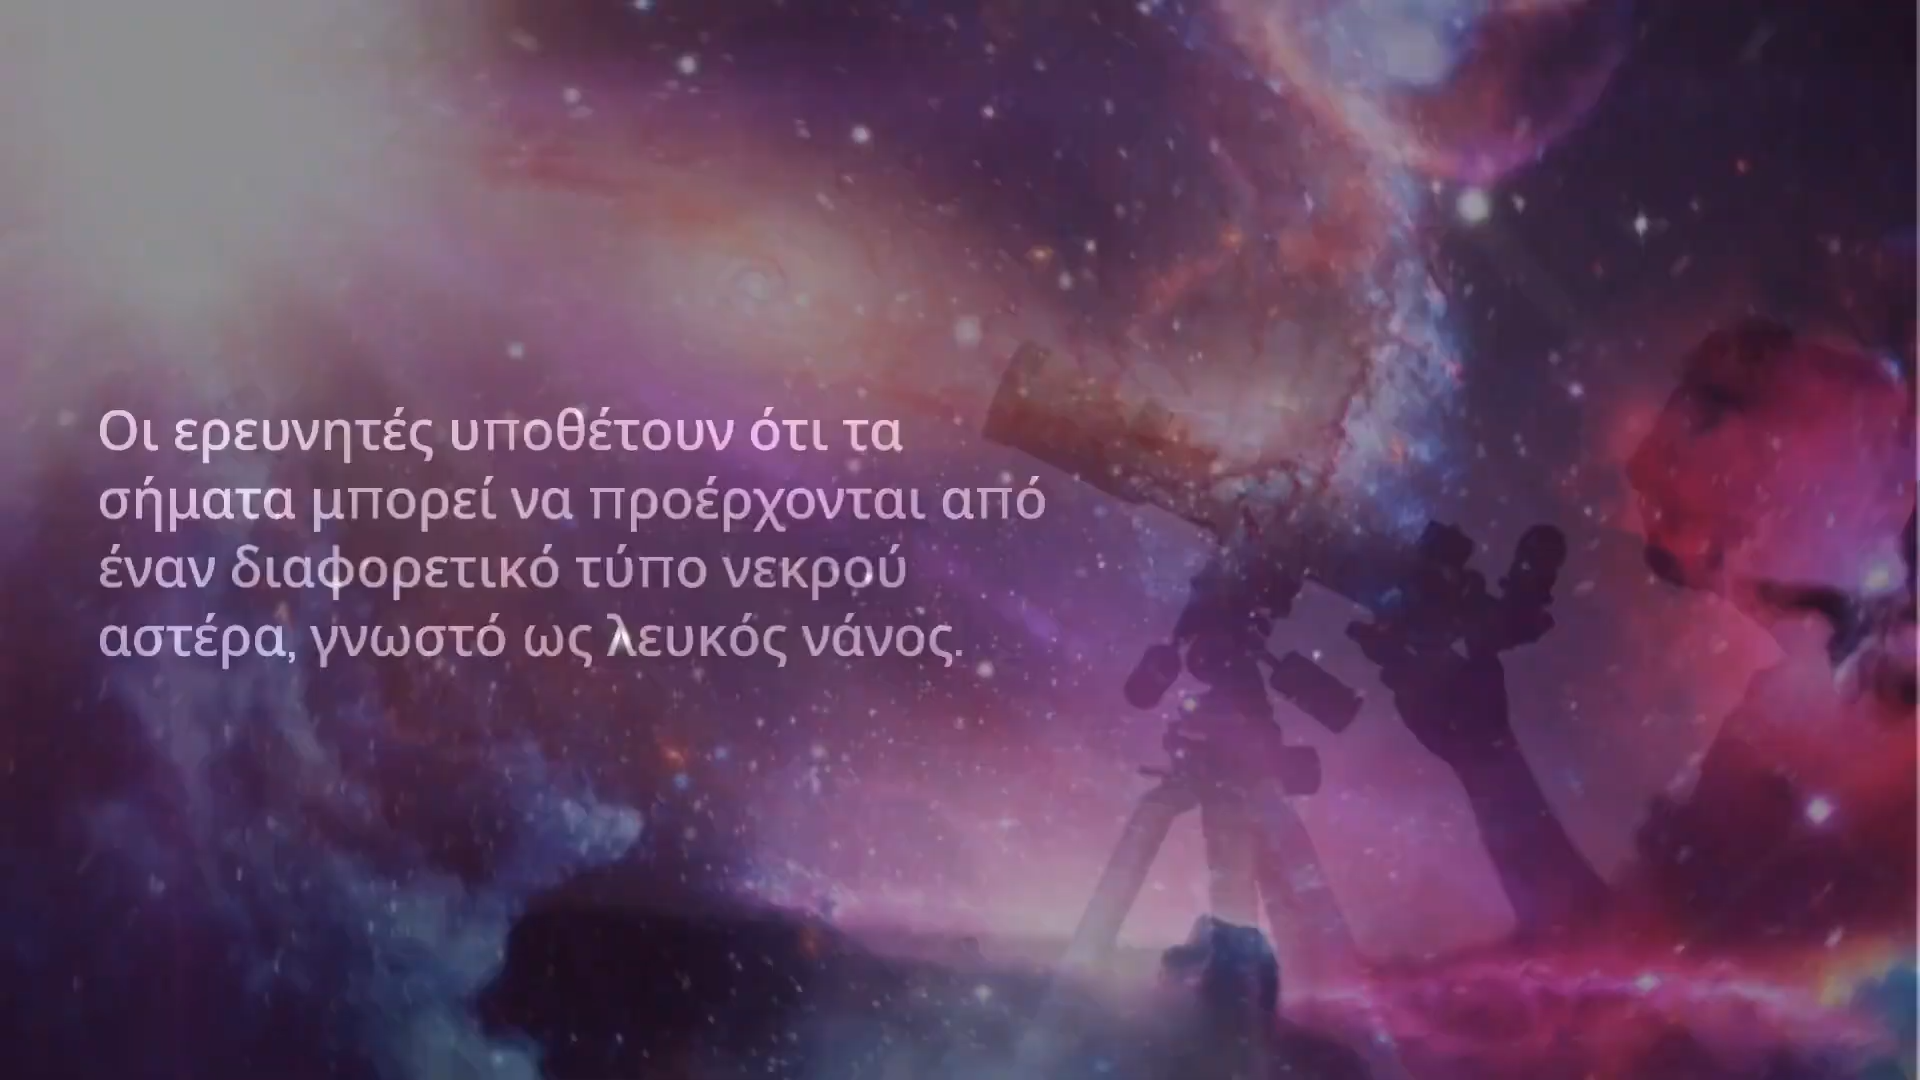 Οι ερευνητές υποθέτουν ότι τα
σήματα μπορεί να προέρχονται από
έναν διαφορετικό τύπο νεκρού
αστέρα, γνωστό ως λευκός νάνος.